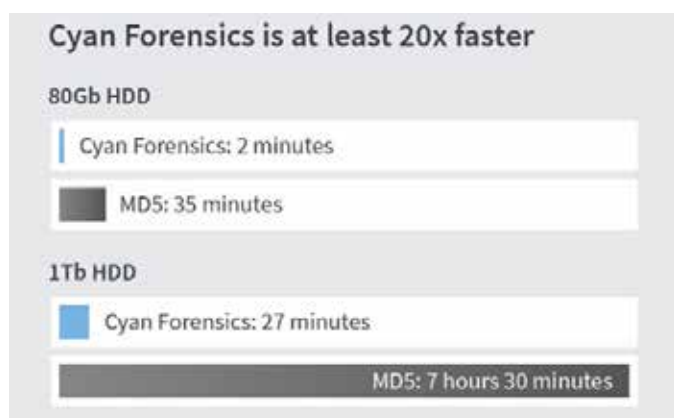 Cyan Forensics is at least 20x faster
80Gb HDD
Cyan Forensics: 2 minutes
MD5: 35 minutes
1Tb HDD
Cyan Forensics: 27 minutes
MD5: 7 hours 30 minutes